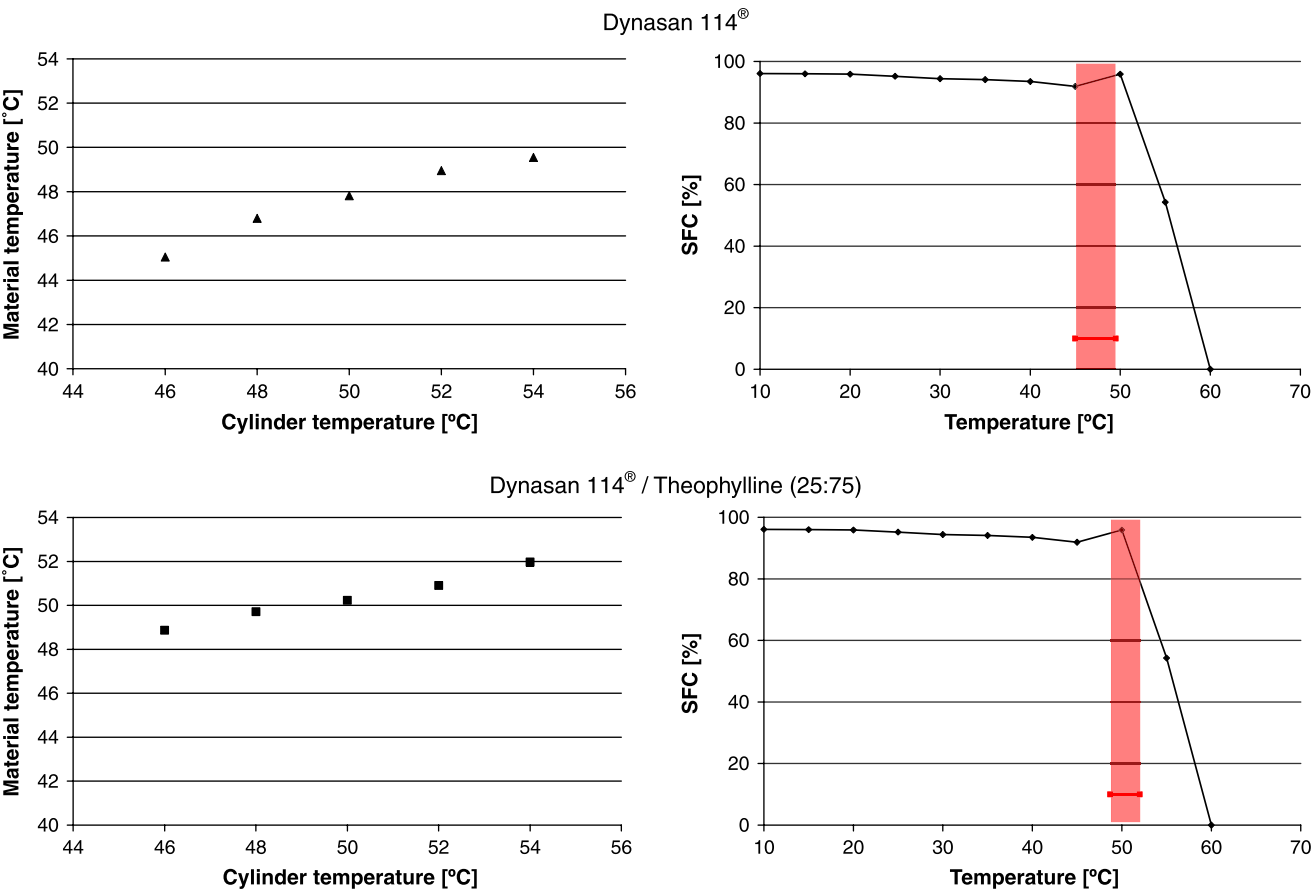 Dynasan 114®
Material temperature [˚C]
54
52
50
48
46
44
42
40
44 46 48 50 52 54 56
Cylinder temperature [ºC]
SFC [%]
100
80
60
40
20
0
10 20 30 40 50 60 70
Temperature [ºC]
Dynasan 114® / Theophylline (25:75)
Material temperature [˚C]
54
52
50
48
46
44
42
40
44 46 48 50 52 54 56
Cylinder temperature [ºC]
SFC [%]
100
80
60
40
20
0
10 20 30 40 50 60 70
Temperature [ºC]